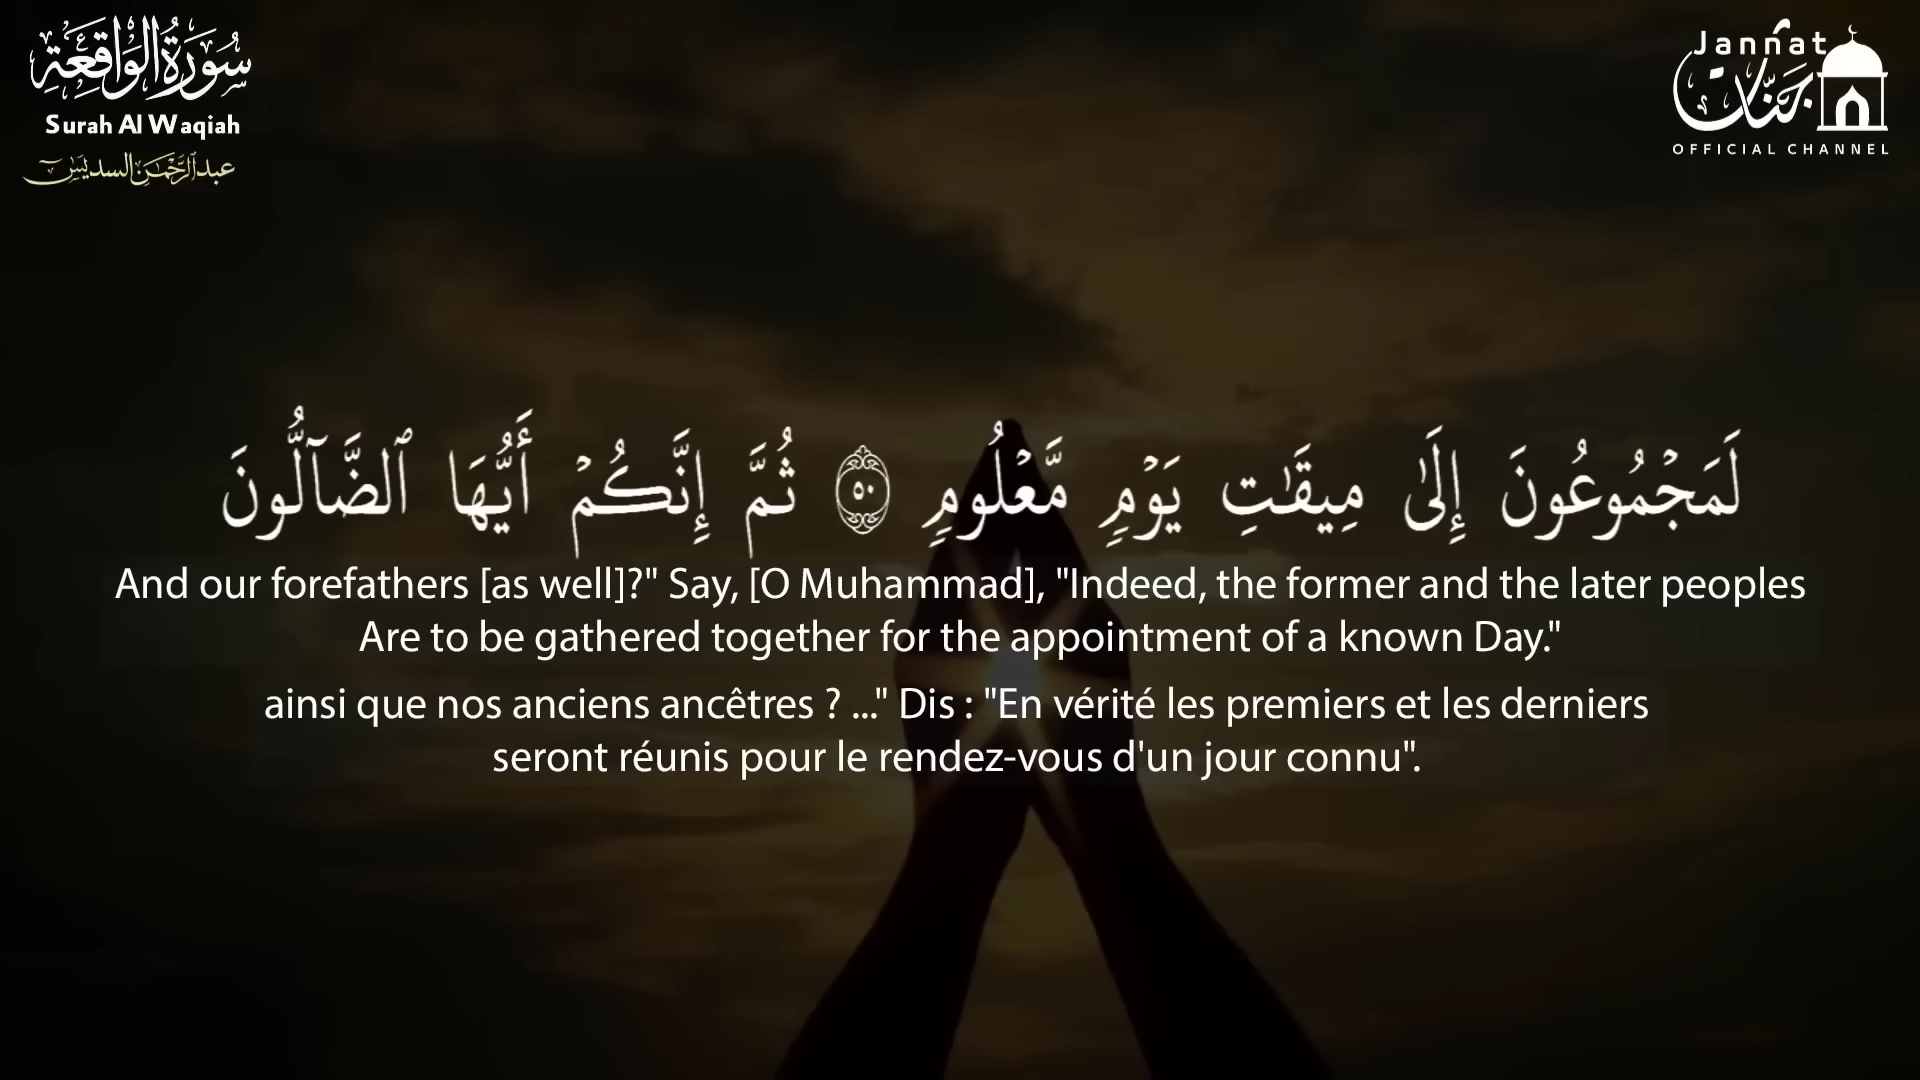 سُورَةُ الْوَاقِعَةِ
Surah Al Waqiah
عبدالرَّحْمَن السديس
Jannat
جَنَّات
OFFICIAL CHANNEL
لَمَجْمُوعُونَ إِلَىٰ مِيقَٰتِ يَوْمٍ مَّعْلُومٍ ۝٥٠ ثُمَّ إِنَّكُمْ أَيُّهَا ٱلضَّآلُّونَ
And our forefathers [as well]?" Say, [O Muhammad], "Indeed, the former and the later peoples
Are to be gathered together for the appointment of a known Day."
ainsi que nos anciens ancêtres ? ..." Dis : "En vérité les premiers et les derniers
seront réunis pour le rendez-vous d'un jour connu".